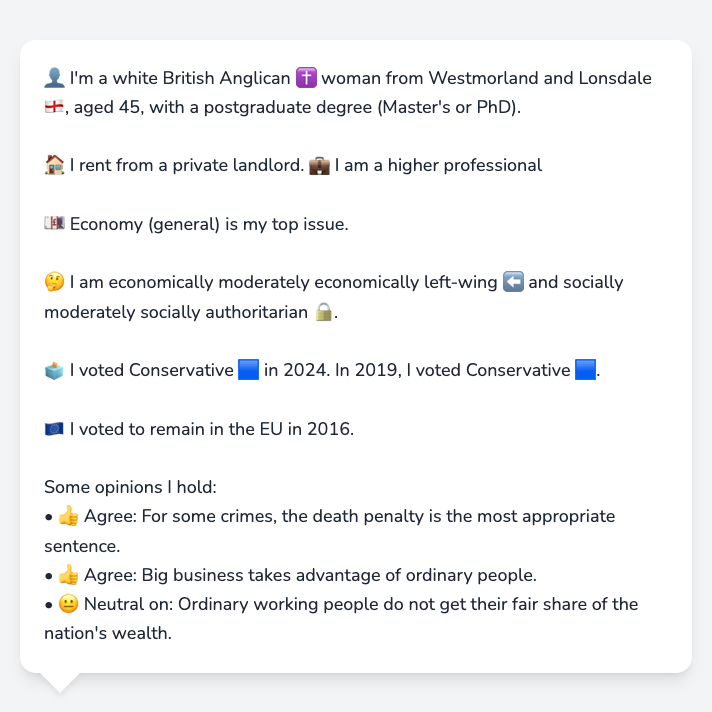 👤 I'm a white British Anglican ✝️ woman from Westmorland and Lonsdale
🏴󠁧󠁢󠁥󠁮󠁧󠁿, aged 45, with a postgraduate degree (Master's or PhD).
🏠 I rent from a private landlord. 💼 I am a higher professional
💷 Economy (general) is my top issue.
🤔 I am economically moderately economically left-wing ⬅️ and socially
moderately socially authoritarian 🔒.
🗳️ I voted Conservative 🟦 in 2024. In 2019, I voted Conservative 🟦.
🇪🇺 I voted to remain in the EU in 2016.
Some opinions I hold:
• 👍 Agree: For some crimes, the death penalty is the most appropriate
sentence.
• 👍 Agree: Big business takes advantage of ordinary people.
• 😐 Neutral on: Ordinary working people do not get their fair share of the
nation's wealth.